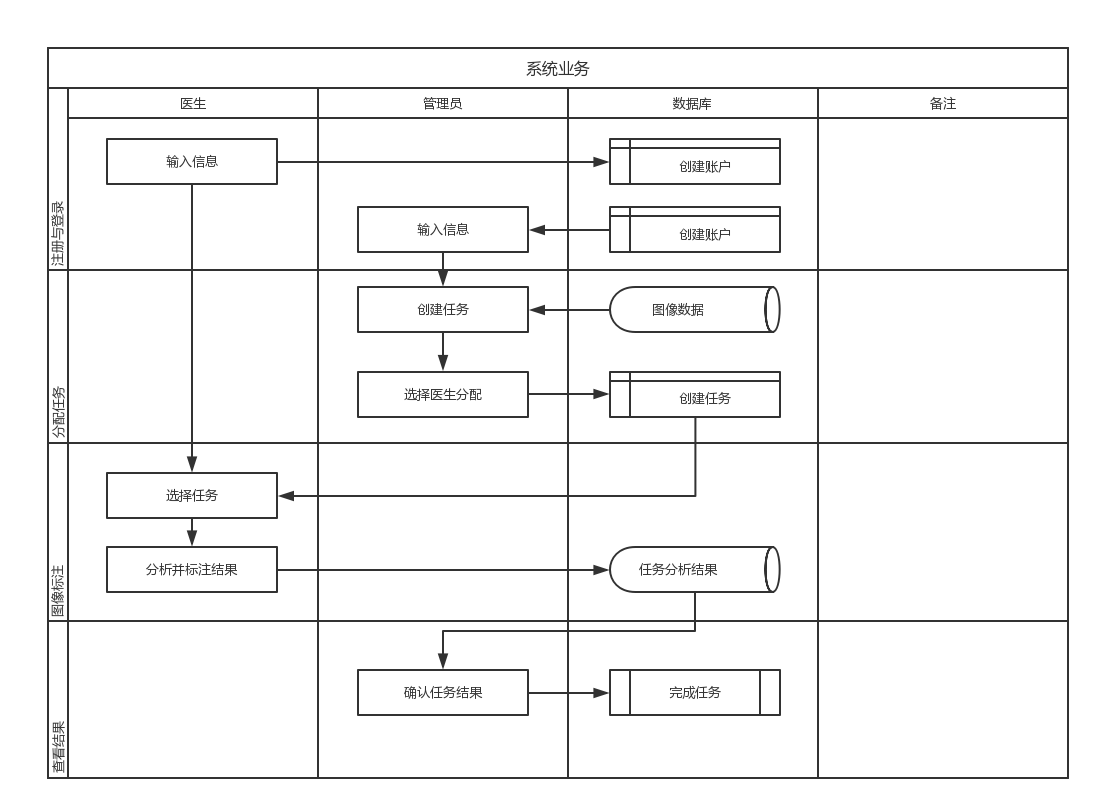 系统业务
医生
管理员
数据库
备注
注册与登录
输入信息
创建账户
输入信息
创建账户
分配任务
创建任务
图像数据
选择医生分配
创建任务
图像标注
选择任务
分析并标注结果
任务分析结果
查看结果
确认任务结果
完成任务